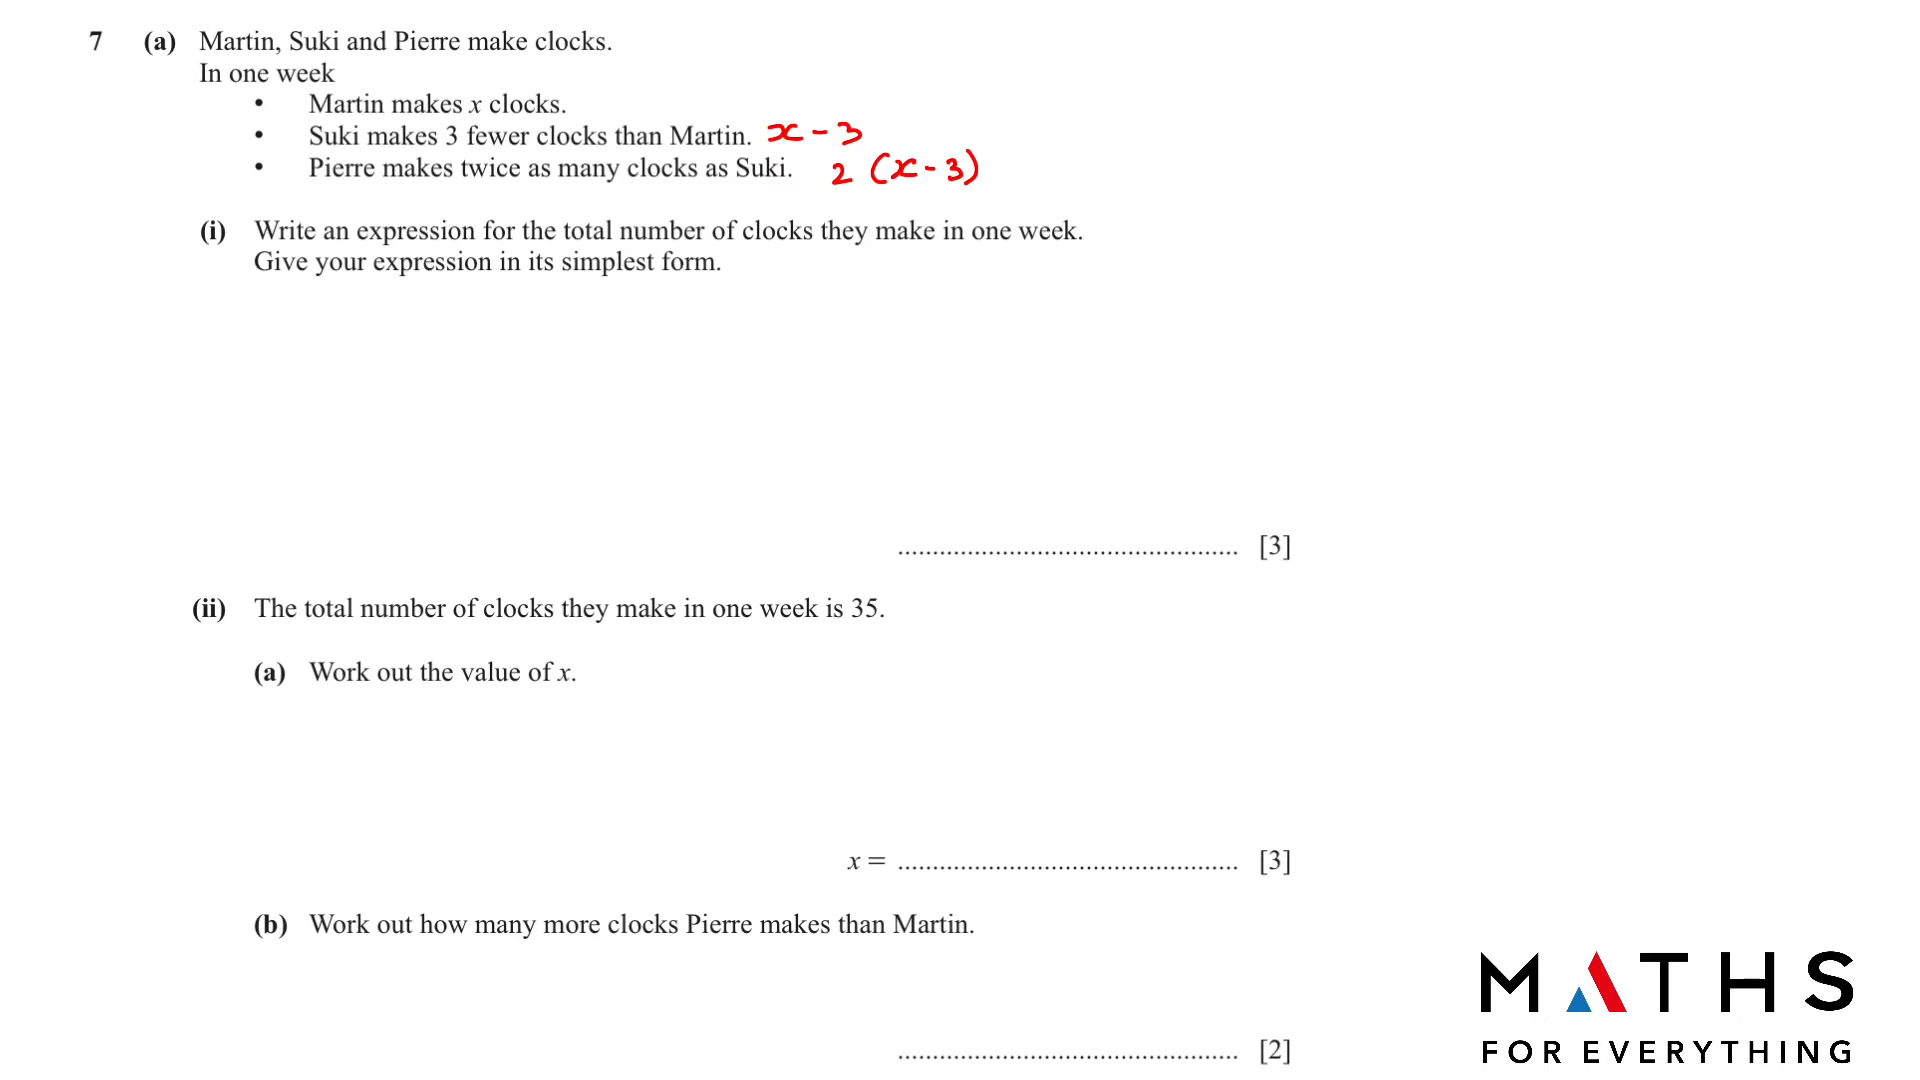 7 (a) Martin, Suki and Pierre make clocks.
In one week
• Martin makes x clocks.
• Suki makes 3 fewer clocks than Martin. x - 3
• Pierre makes twice as many clocks as Suki. 2 (x - 3)
(i) Write an expression for the total number of clocks they make in one week.
Give your expression in its simplest form.
................................................. [3]
(ii) The total number of clocks they make in one week is 35.
(a) Work out the value of x.
x = ................................................. [3]
(b) Work out how many more clocks Pierre makes than Martin.
................................................. [2]
MATHS
FOR EVERYTHING